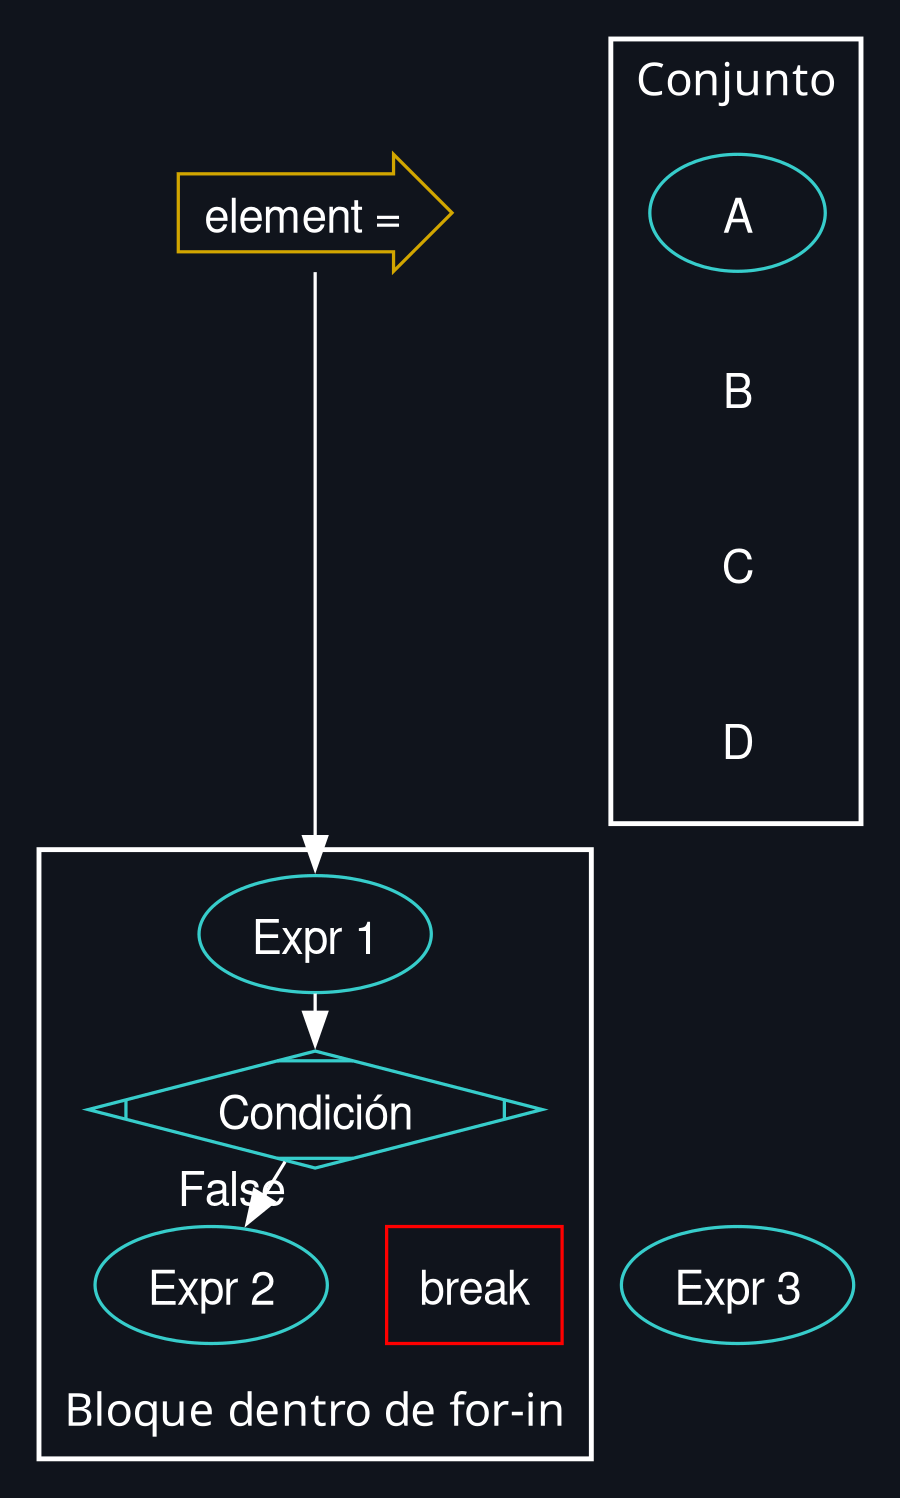 Conjunto
element =
A
B
C
D
Expr 1
Condición
False
Expr 2
break
Expr 3
Bloque dentro de for-in